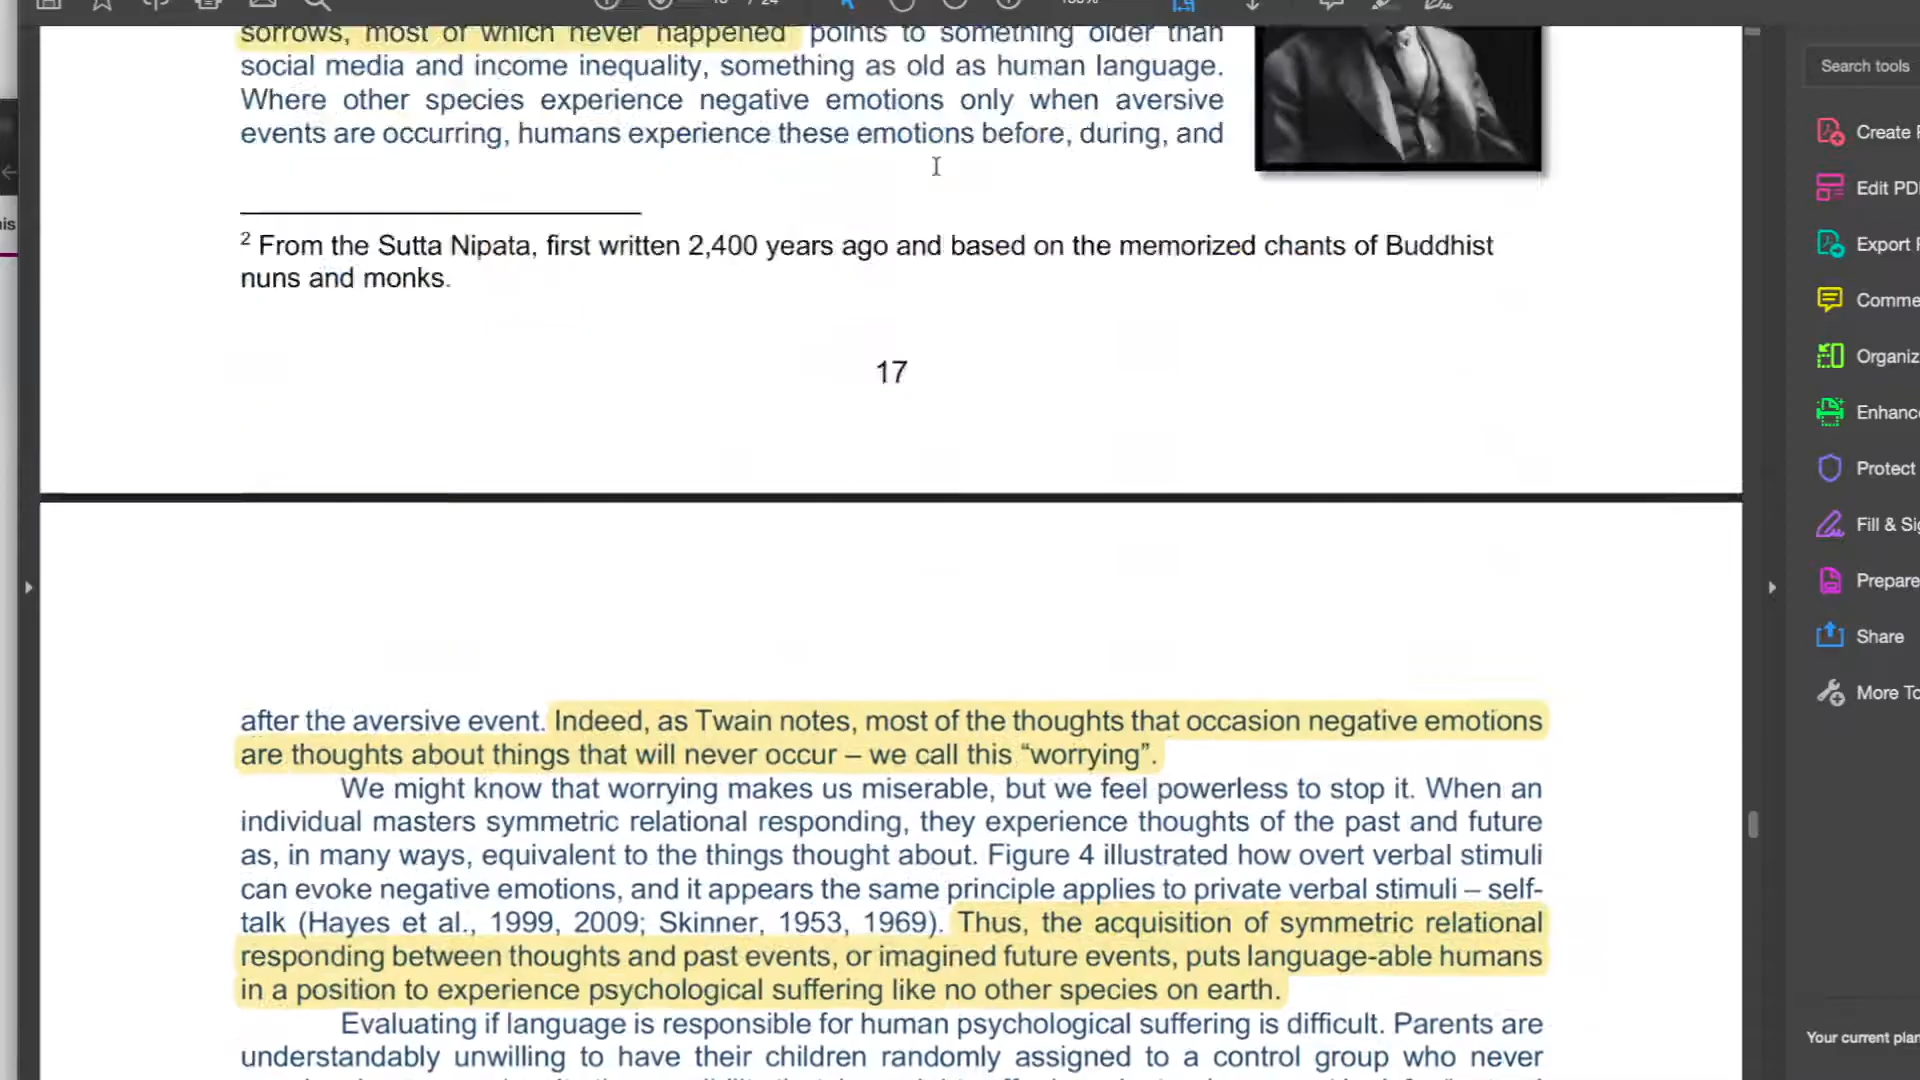 sorrows, most of which never happened points to something older than
social media and income inequality, something as old as human language.
Where other species experience negative emotions only when aversive
events are occurring, humans experience these emotions before, during, and
2 From the Sutta Nipata, first written 2,400 years ago and based on the memorized chants of Buddhist
nuns and monks.
17
after the aversive event. Indeed, as Twain notes, most of the thoughts that occasion negative emotions
are thoughts about things that will never occur – we call this “worrying”.
We might know that worrying makes us miserable, but we feel powerless to stop it. When an
individual masters symmetric relational responding, they experience thoughts of the past and future
as, in many ways, equivalent to the things thought about. Figure 4 illustrated how overt verbal stimuli
can evoke negative emotions, and it appears the same principle applies to private verbal stimuli – self-
talk (Hayes et al., 1999, 2009; Skinner, 1953, 1969). Thus, the acquisition of symmetric relational
responding between thoughts and past events, or imagined future events, puts language-able humans
in a position to experience psychological suffering like no other species on earth.
Evaluating if language is responsible for human psychological suffering is difficult. Parents are
understandably unwilling to have their children randomly assigned to a control group who never
Search tools
Create
Edit PD
Export
Comme
Organiz
Enhanc
Protect
Fill & Sig
Prepare
Share
More To
Your current plan